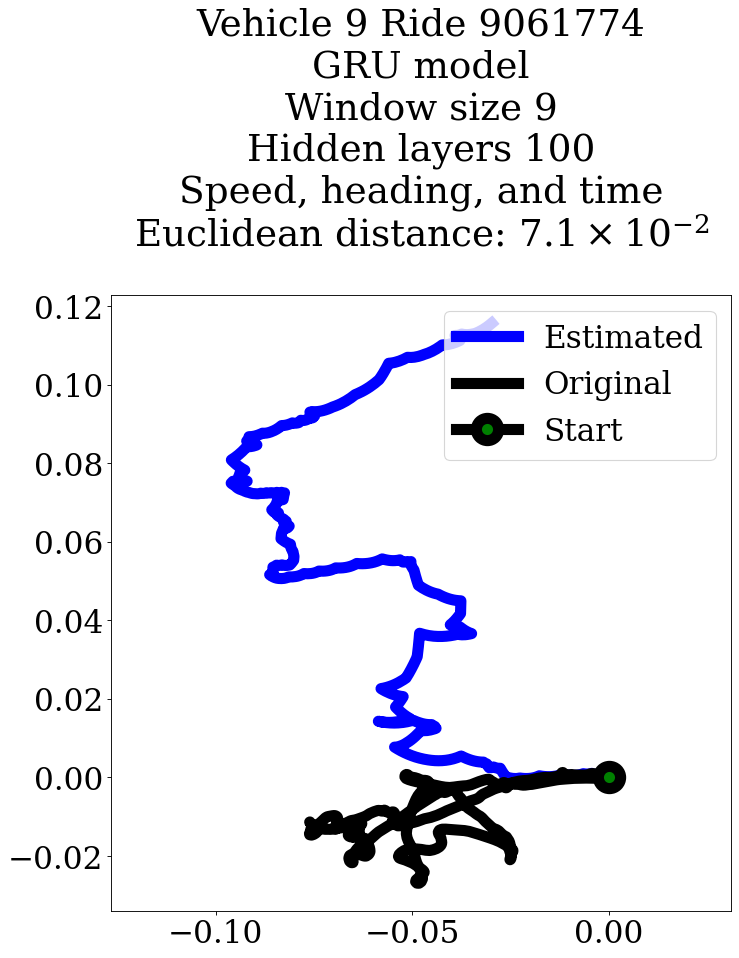 Vehicle 9 Ride 9061774
GRU model
Window size 9
Hidden layers 100
Speed, heading, and time
Euclidean distance: 7.1 × 10⁻²
Estimated
Original
Start
0.12
0.10
0.08
0.06
0.04
0.02
0.00
−0.02
−0.10 −0.05 0.00